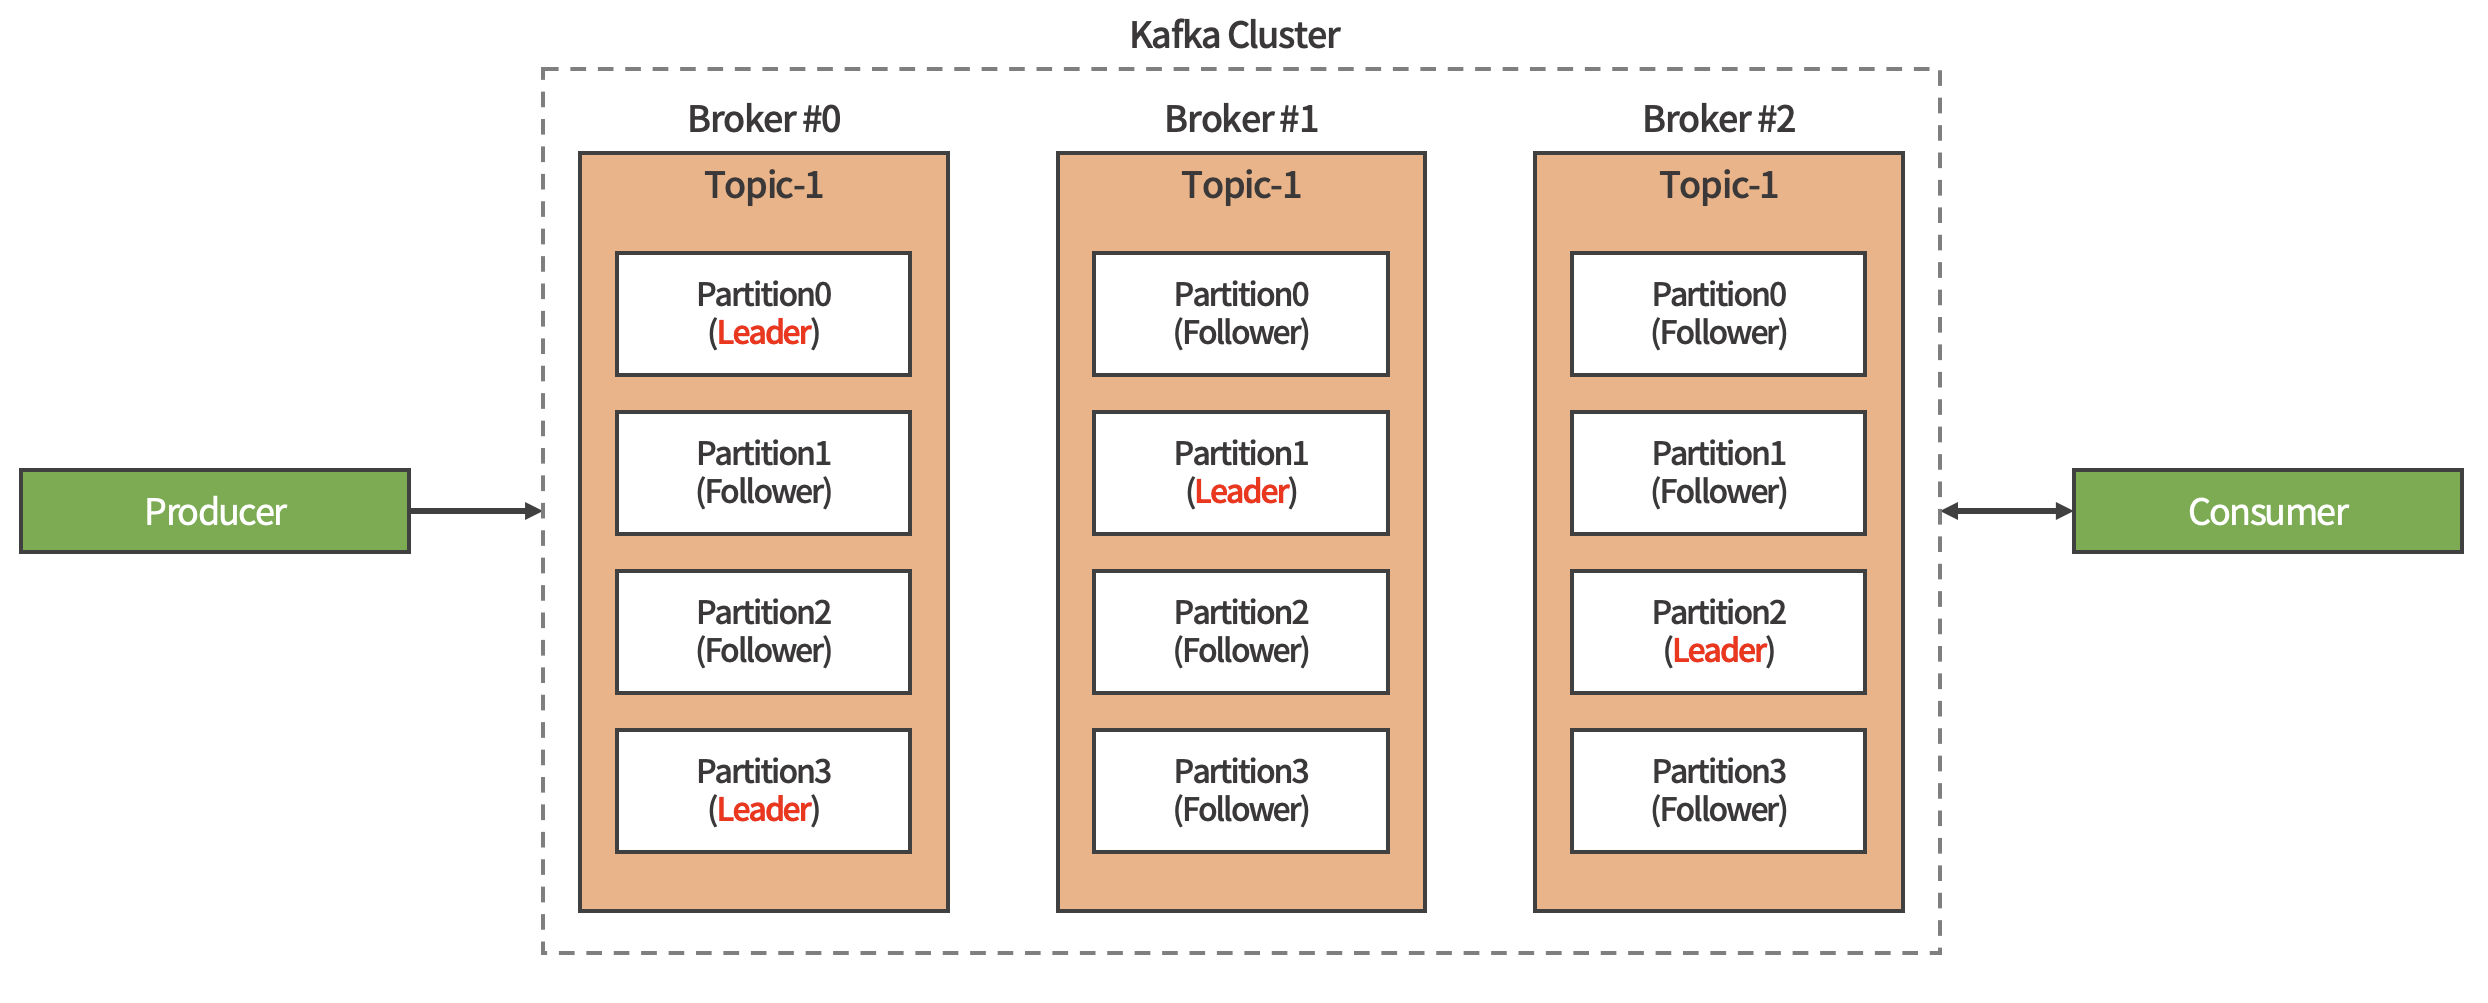 Kafka Cluster
Broker #0
Topic-1
Partition0
(Leader)
Partition1
(Follower)
Partition2
(Follower)
Partition3
(Leader)
Broker #1
Topic-1
Partition0
(Follower)
Partition1
(Leader)
Partition2
(Follower)
Partition3
(Follower)
Broker #2
Topic-1
Partition0
(Follower)
Partition1
(Follower)
Partition2
(Leader)
Partition3
(Follower)
Producer
Consumer